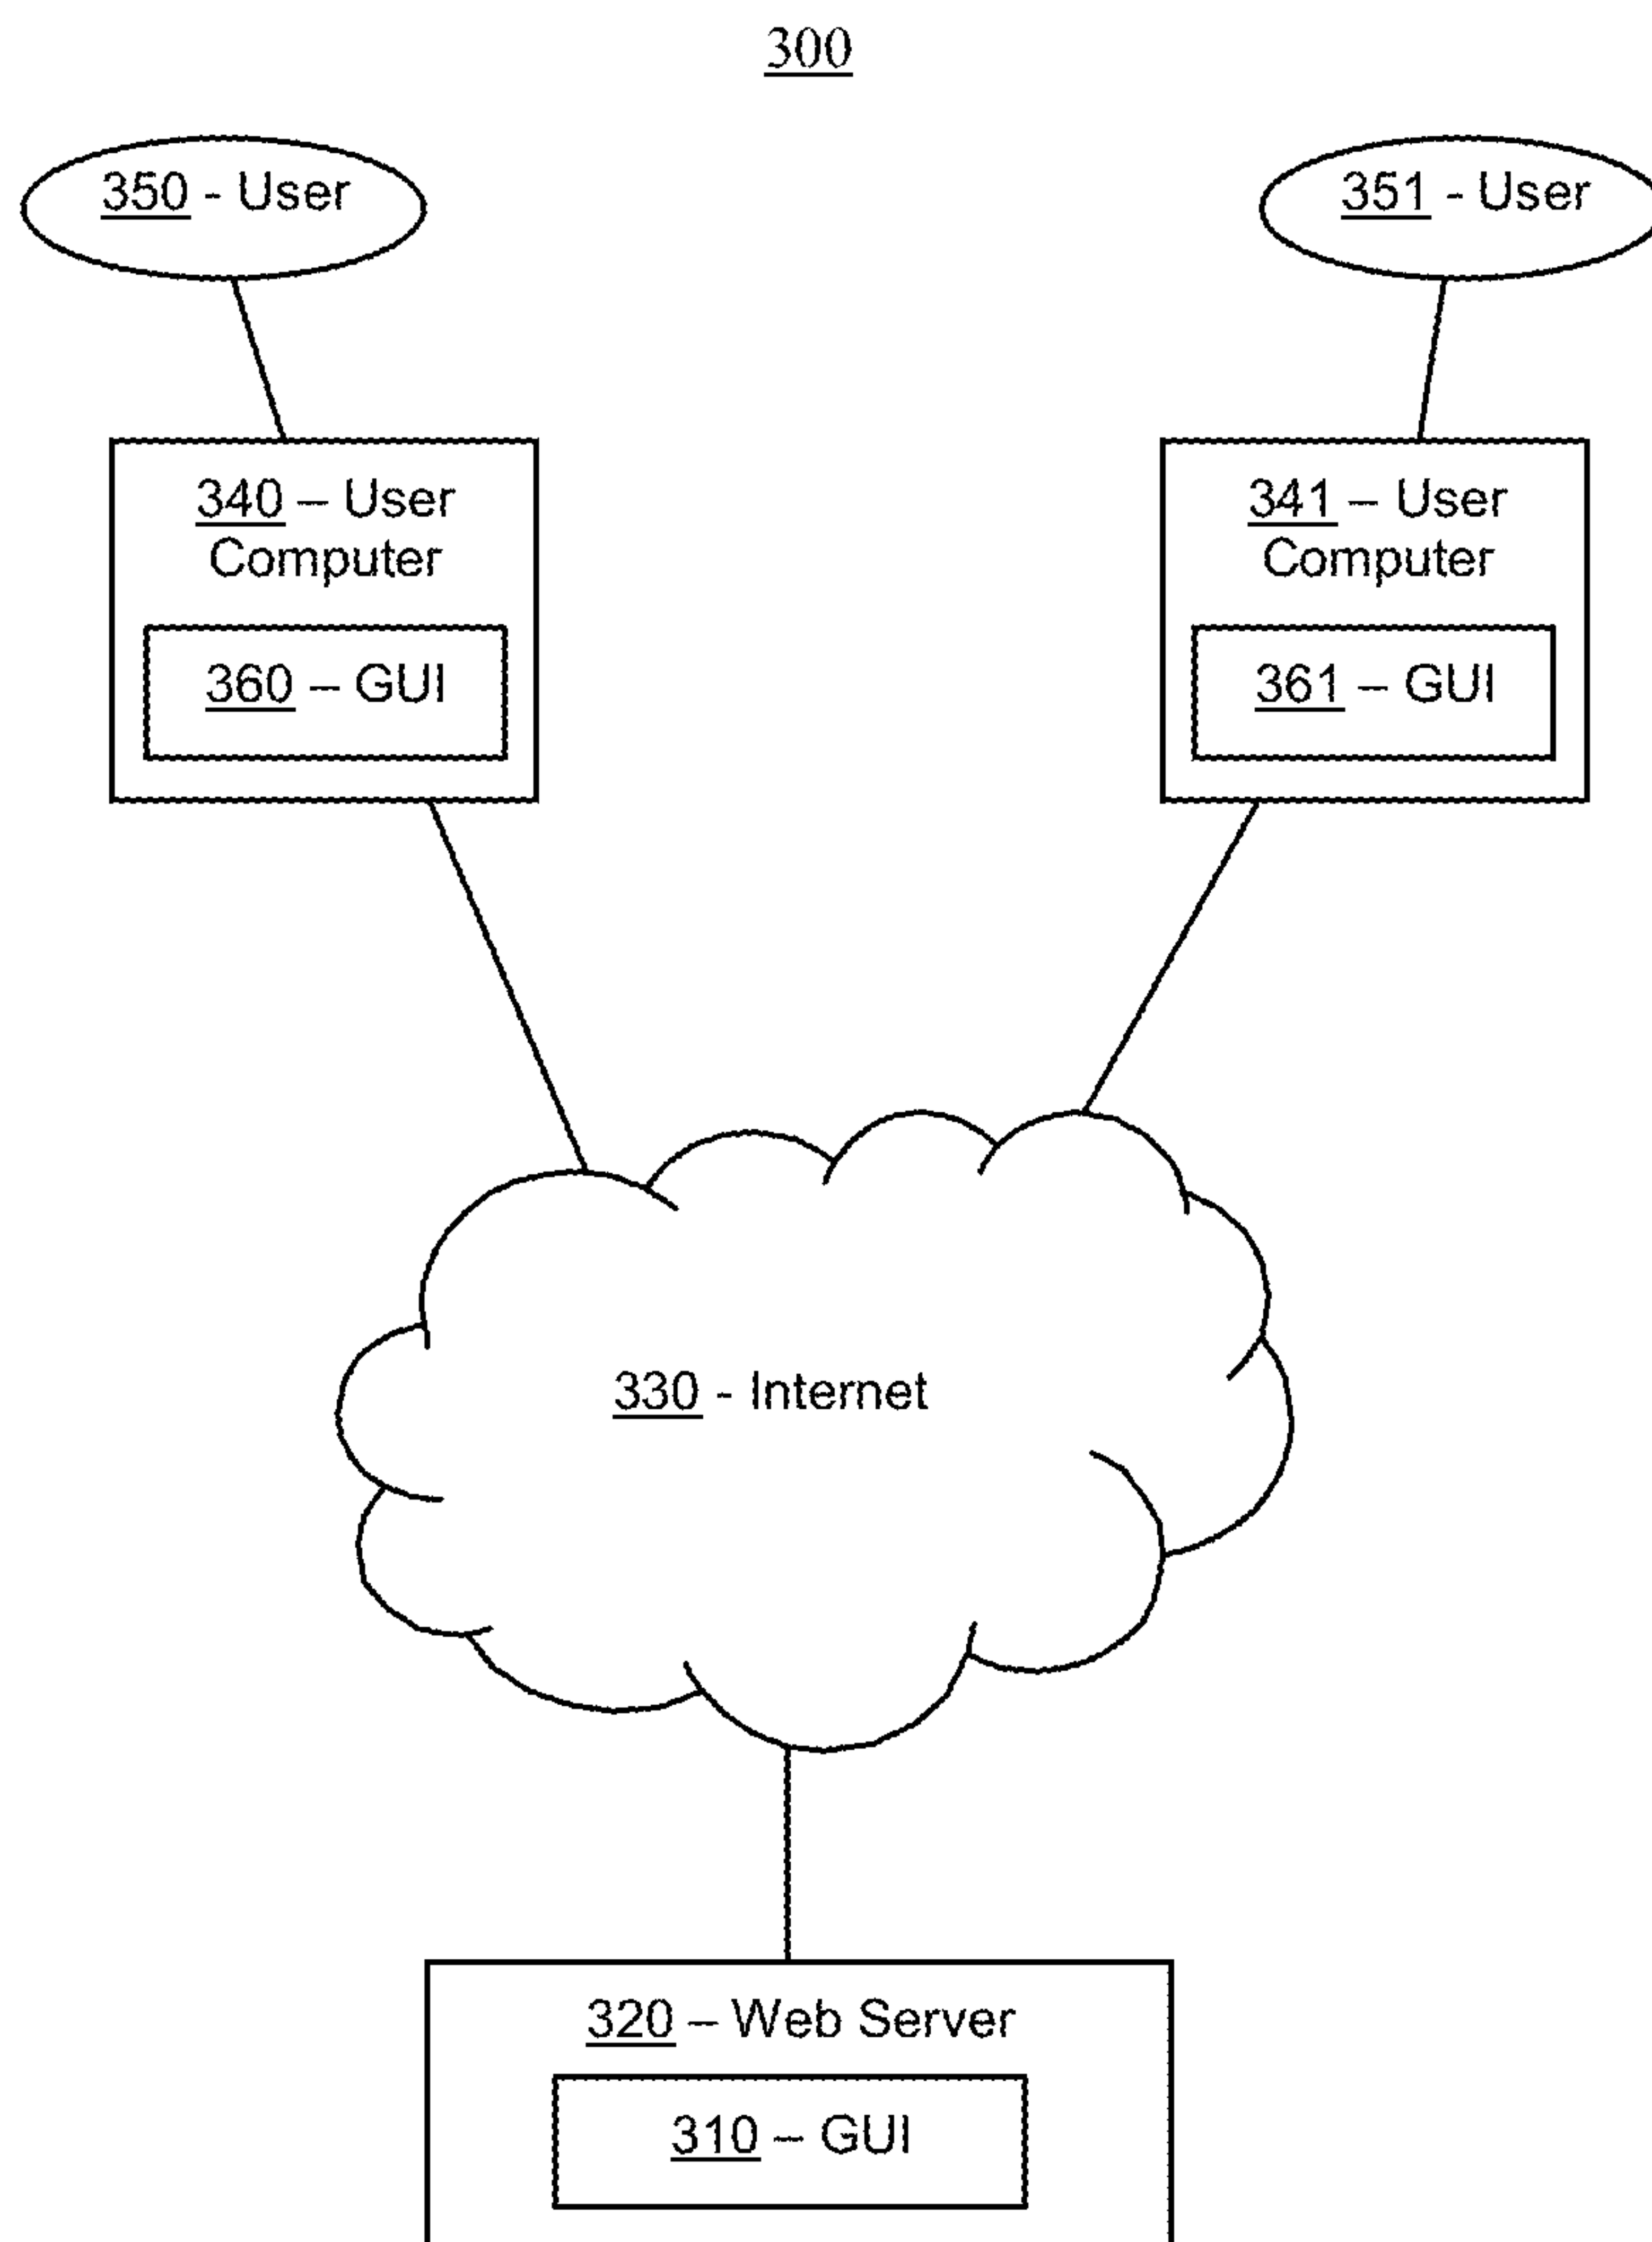 300
350 - User
351 - User
340 – User
Computer
341 – User
Computer
360 – GUI
361 – GUI
330 - Internet
320 – Web Server
310 – GUI